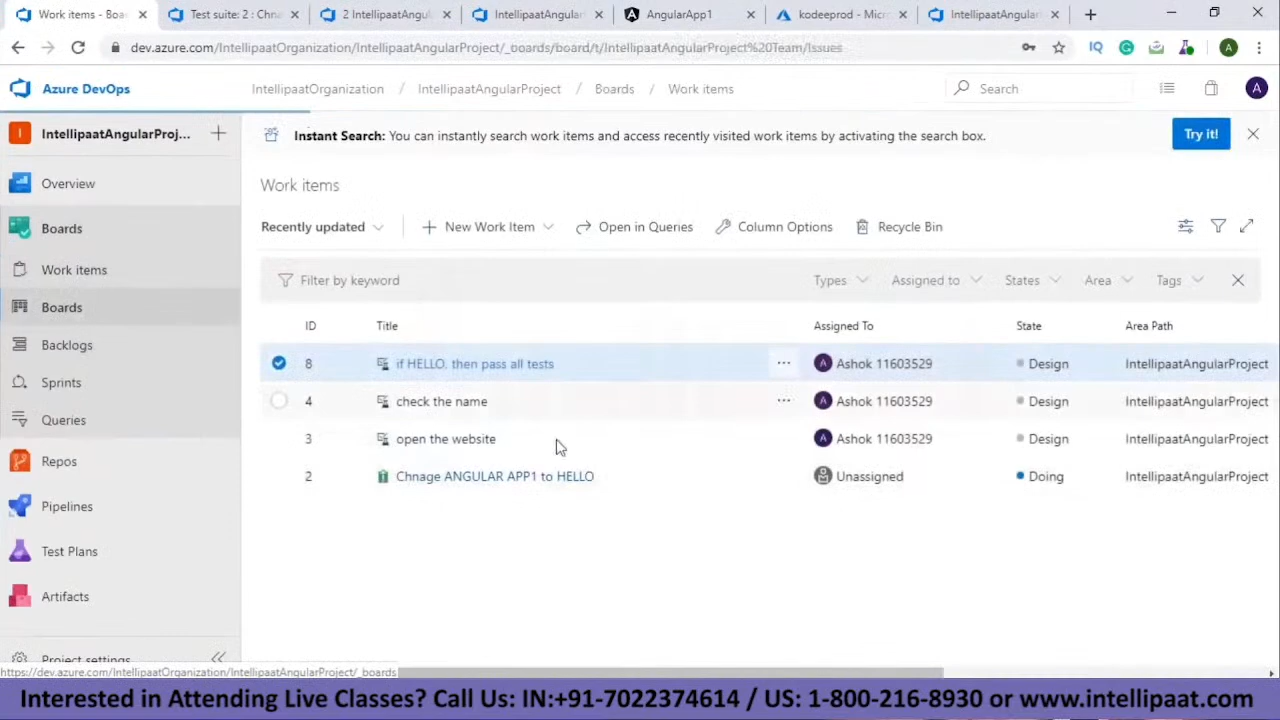 Work items - Boa
Test suite: 2 : Chna
2 IntellipaatAngular
IntellipaatAngular
AngularApp1
kodeeprod - Micro
IntellipaatAngular
dev.azure.com/IntellipaatOrganization/IntellipaatAngularProject/_boards/board/t/IntellipaatAngularProject%20Team/Issues
IQ
A
Azure DevOps
IntellipaatOrganization / IntellipaatAngularProject / Boards / Work items
Search
A
I IntellipaatAngularProj... +
Instant Search: You can instantly search work items and access recently visited work items by activating the search box.
Try it!
Overview
Boards
Work items
Boards
Backlogs
Sprints
Queries
Repos
Pipelines
Test Plans
Artifacts
Project settings
Work items
Recently updated
New Work Item
Open in Queries
Column Options
Recycle Bin
Filter by keyword
Types
Assigned to
States
Area
Tags
ID Title Assigned To State Area Path
8 if HELLO. then pass all tests ... A Ashok 11603529 Design IntellipaatAngularProject
4 check the name ... A Ashok 11603529 Design IntellipaatAngularProject
3 open the website A Ashok 11603529 Design IntellipaatAngularProject
2 Chnage ANGULAR APP1 to HELLO Unassigned Doing IntellipaatAngularProject
https://dev.azure.com/IntellipaatOrganization/IntellipaatAngularProject/_boards
Interested in Attending Live Classes? Call Us: IN:+91-7022374614 / US: 1-800-216-8930 or www.intellipaat.com